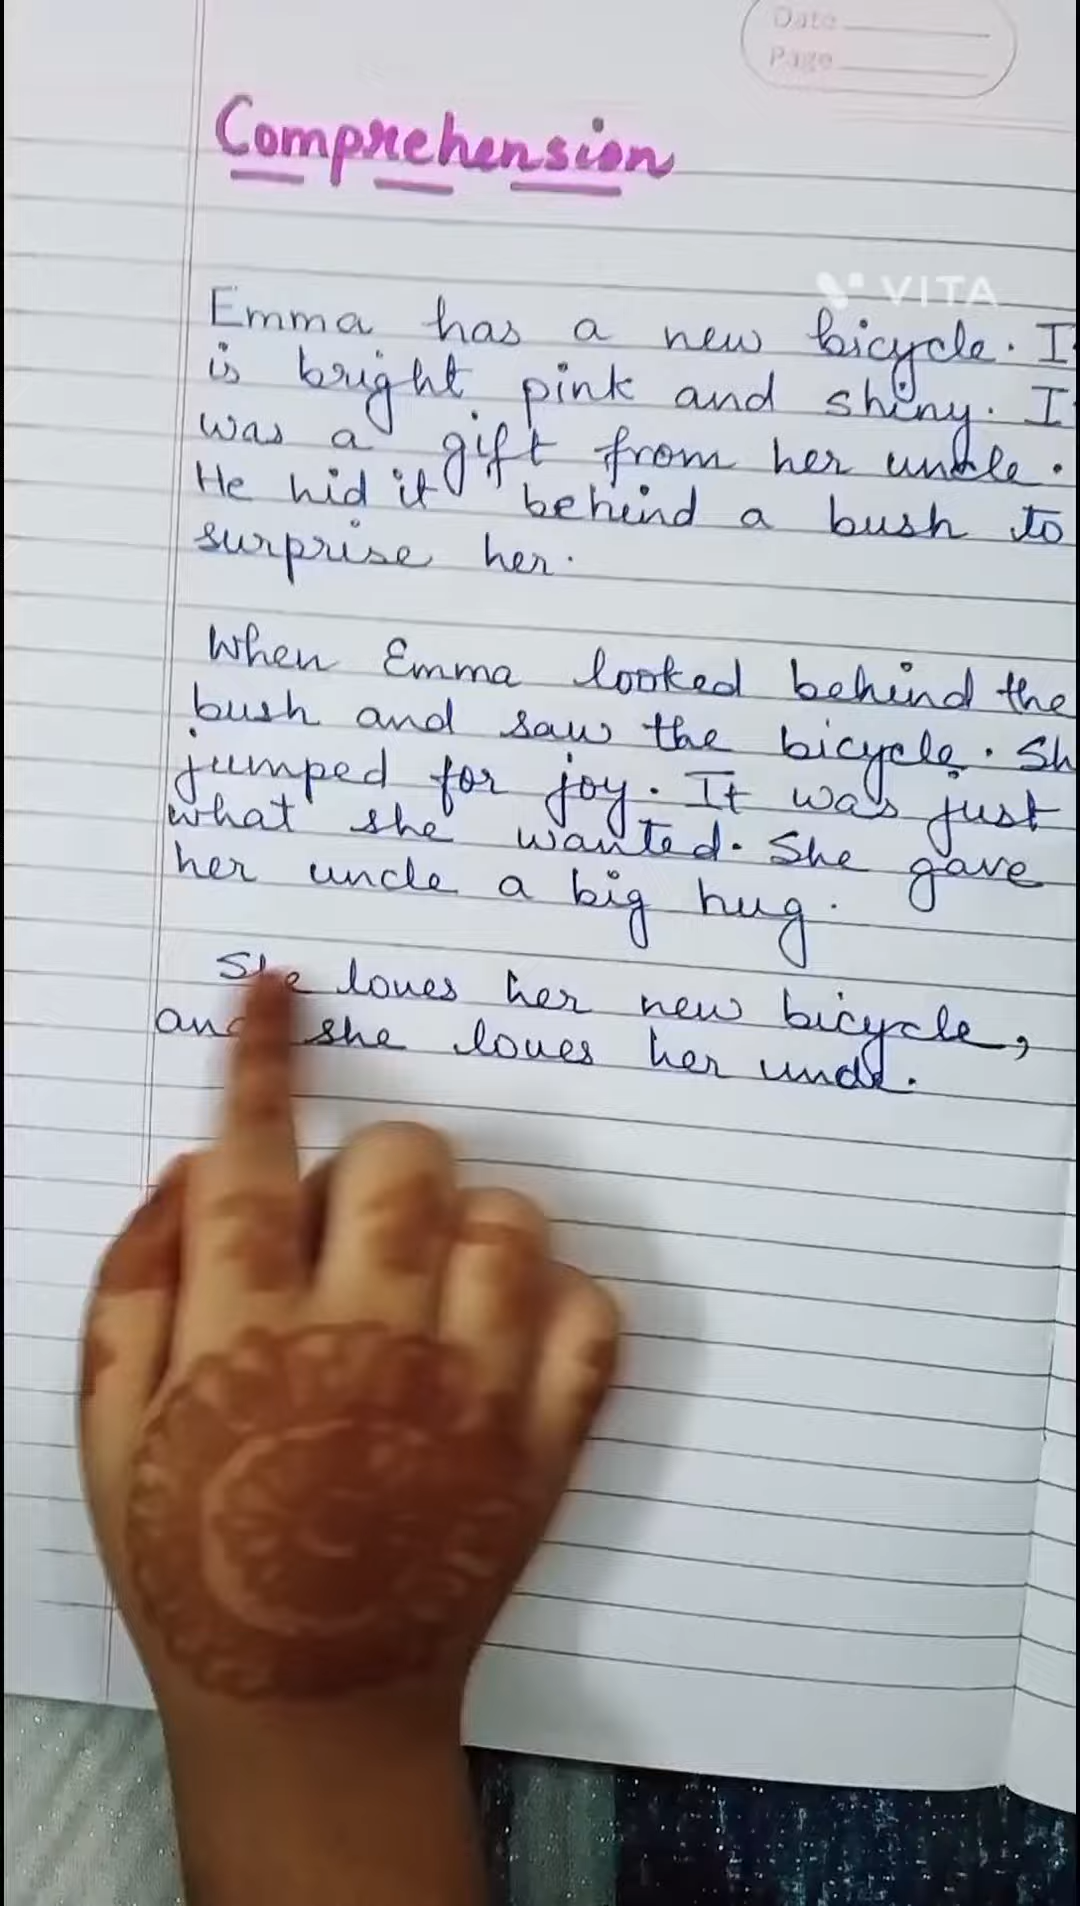 Date
Page
Comprehension
VITA
Emma has a new bicycle. I
is bright pink and shiny. I
was a gift from her uncle.
He hid it behind a bush to
surprise her.
When Emma looked behind the
bush and saw the bicycle. Sh
jumped for joy. It was just
what she wanted. She gave
her uncle a big hug.
She loves her new bicycle,
and she loves her uncle.